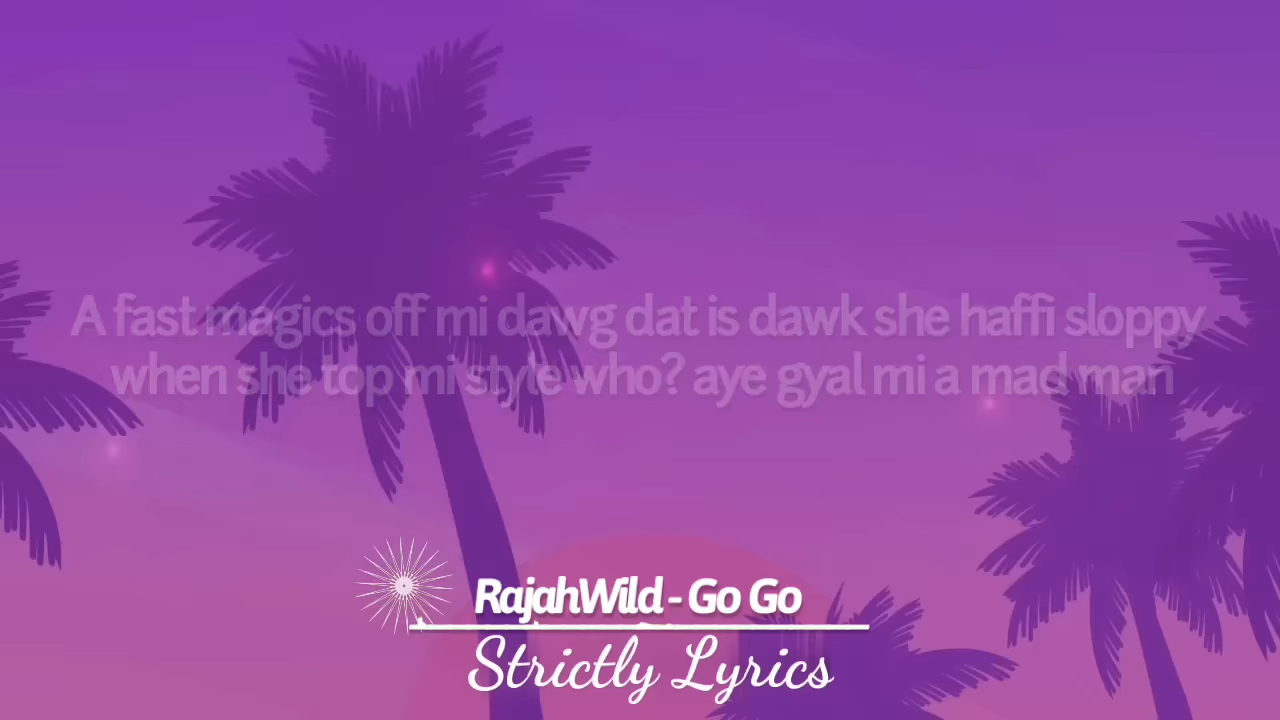 A fast magics off mi dawg dat is dawk she haffi sloppy
when she top mi style who? aye gyal mi a mad man
RajahWild - Go Go
Strictly Lyrics